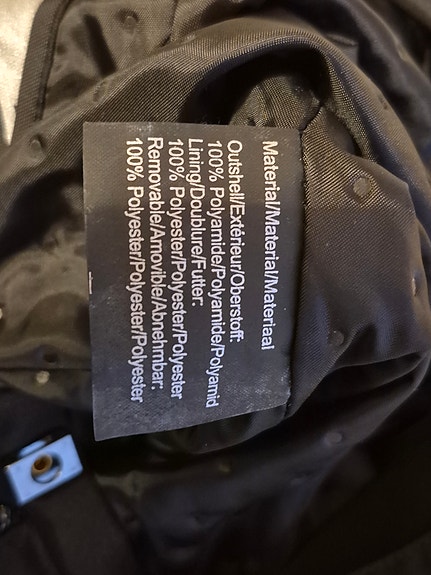 Material/Material/Materiaal
Outshell/Extérieur/Oberstoff:
100% Polyamide/Polyamide/Polyamid
Lining/Doublure/Futter:
100% Polyester/Polyester/Polyester
Removable/Amovible/Abnehmbar:
100% Polyester/Polyester/Polyester